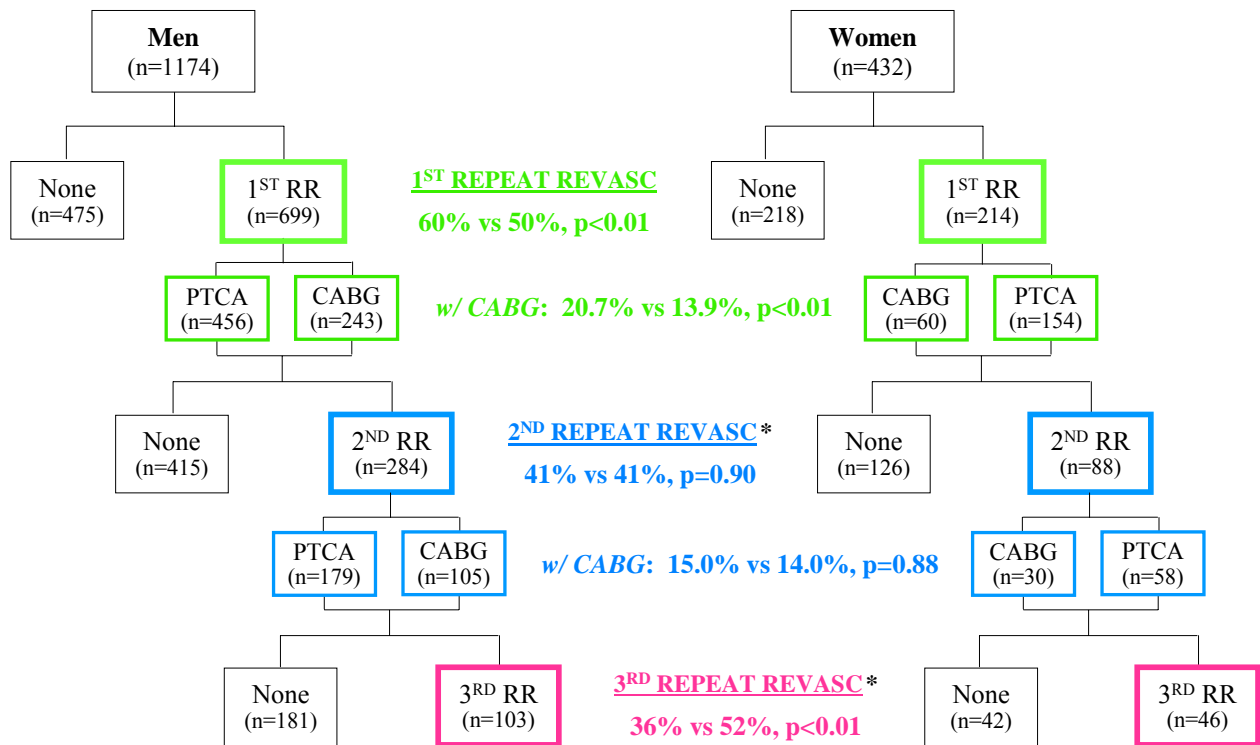 Men
(n=1174)
Women
(n=432)
None
(n=475)
1ST RR
(n=699)
1ST REPEAT REVASC
60% vs 50%, p<0.01
None
(n=218)
1ST RR
(n=214)
PTCA
(n=456)
CABG
(n=243)
w/ CABG: 20.7% vs 13.9%, p<0.01
CABG
(n=60)
PTCA
(n=154)
None
(n=415)
2ND RR
(n=284)
2ND REPEAT REVASC*
41% vs 41%, p=0.90
None
(n=126)
2ND RR
(n=88)
PTCA
(n=179)
CABG
(n=105)
w/ CABG: 15.0% vs 14.0%, p=0.88
CABG
(n=30)
PTCA
(n=58)
None
(n=181)
3RD RR
(n=103)
3RD REPEAT REVASC*
36% vs 52%, p<0.01
None
(n=42)
3RD RR
(n=46)